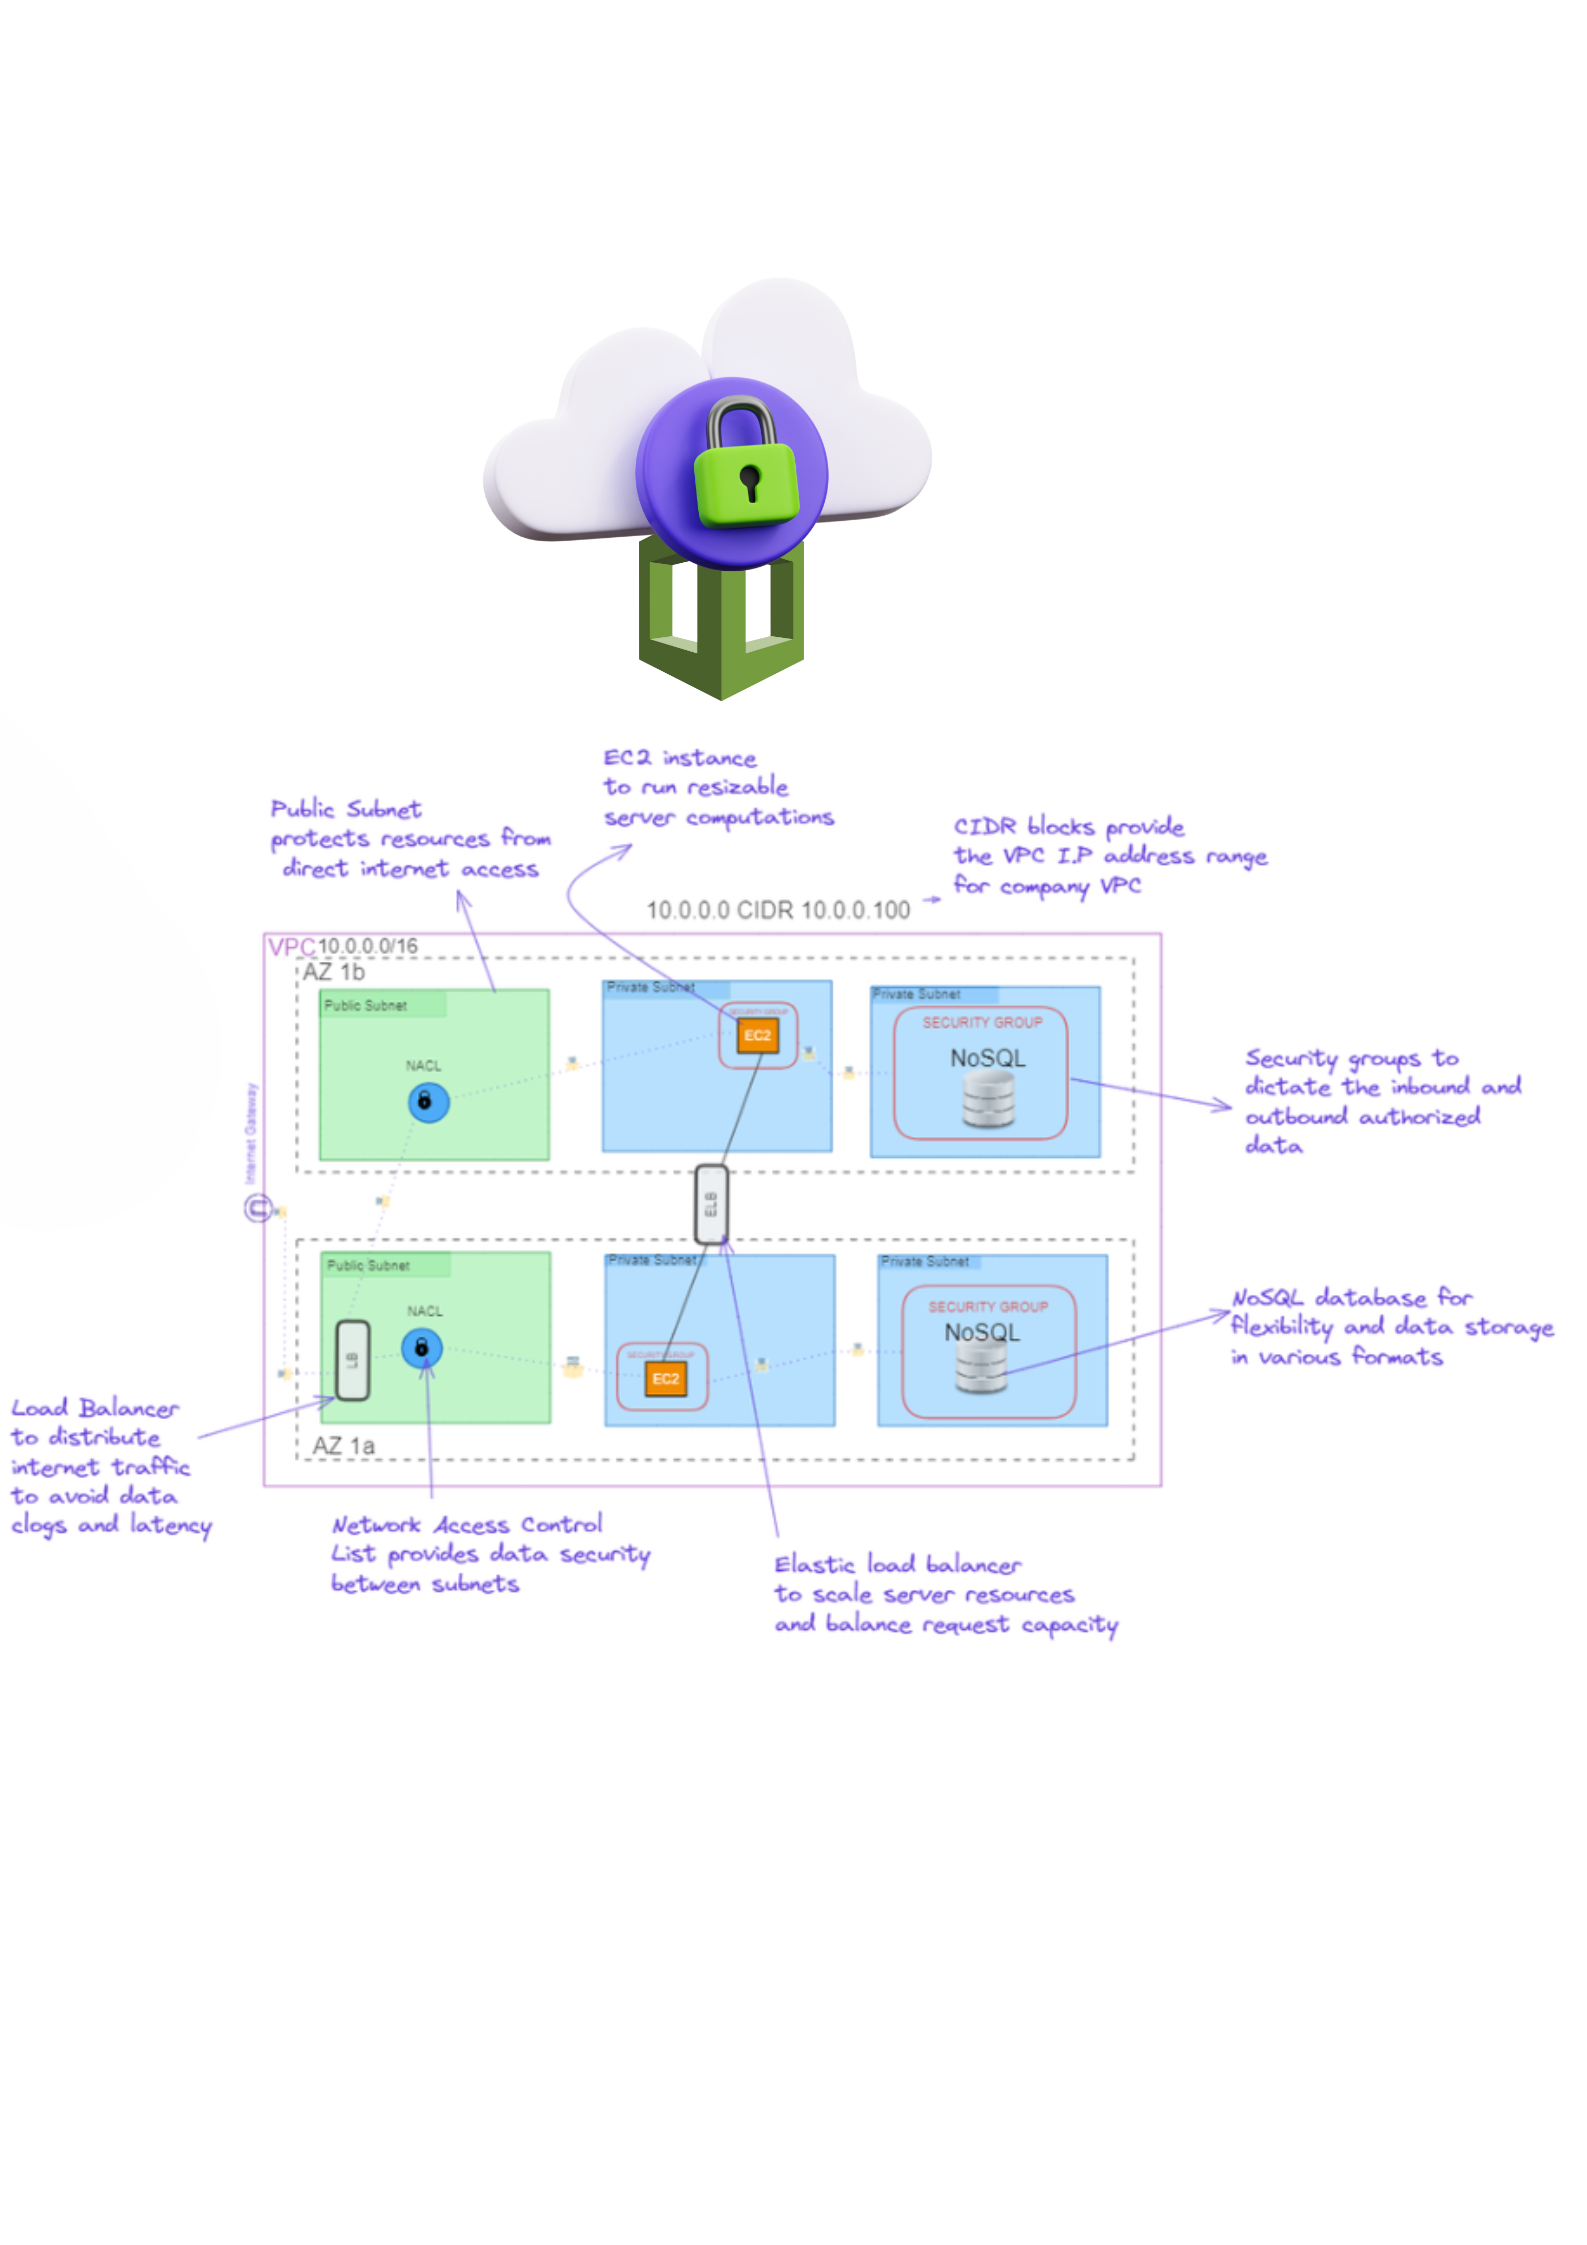 EC2 instance
to run resizable
server computations
Public Subnet
protects resources from
direct internet access
CIDR blocks provide
the VPC I.P address range
for company VPC
10.0.0.0 CIDR 10.0.0.100
VPC 10.0.0.0/16
AZ 1b
Public Subnet
NACL
Private Subnet
SECURITY GROUP
EC2
Private Subnet
SECURITY GROUP
NoSQL
Security groups to
dictate the inbound and
outbound authorized
data
Internet Gateway
ELB
Public Subnet
NACL
LB
Private Subnet
SECURITY GROUP
EC2
Private Subnet
SECURITY GROUP
NoSQL
AZ 1a
NoSQL database for
flexibility and data storage
in various formats
Load Balancer
to distribute
internet traffic
to avoid data
clogs and latency
Network Access Control
List provides data security
between subnets
Elastic load balancer
to scale server resources
and balance request capacity